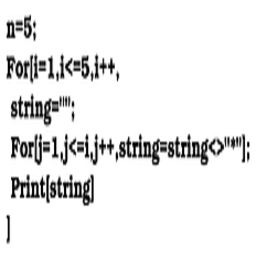 n=5;
For[i=1,i<=5,i++,
string="";
For[j=1,j<=i,j++,string=string<>"*"];
Print[string]
]